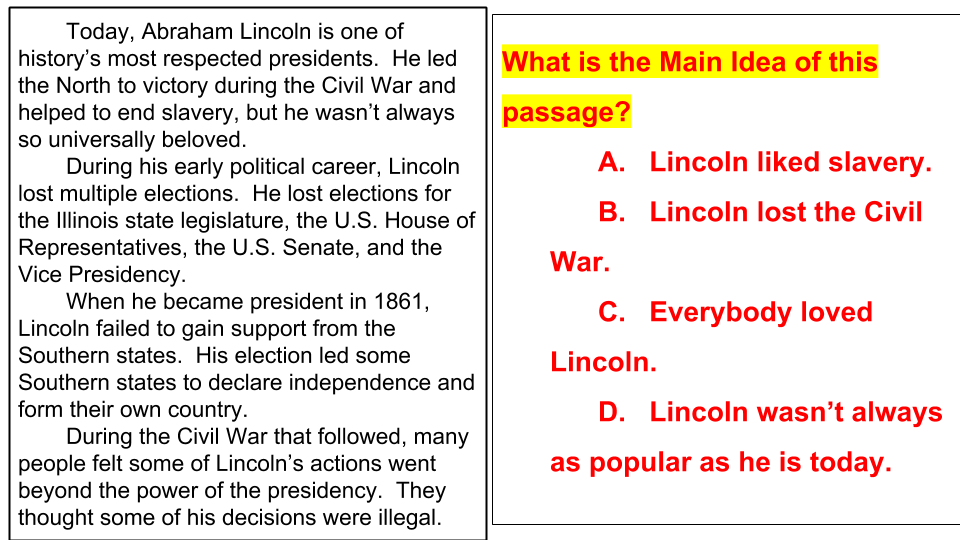 Today, Abraham Lincoln is one of
history’s most respected presidents.  He led
the North to victory during the Civil War and
helped to end slavery, but he wasn’t always
so universally beloved.
During his early political career, Lincoln
lost multiple elections.  He lost elections for
the Illinois state legislature, the U.S. House of
Representatives, the U.S. Senate, and the
Vice Presidency.
When he became president in 1861,
Lincoln failed to gain support from the
Southern states.  His election led some
Southern states to declare independence and
form their own country.
During the Civil War that followed, many
people felt some of Lincoln’s actions went
beyond the power of the presidency.  They
thought some of his decisions were illegal.
What is the Main Idea of this
passage?
A. Lincoln liked slavery.
B. Lincoln lost the Civil
War.
C. Everybody loved
Lincoln.
D. Lincoln wasn’t always
as popular as he is today.